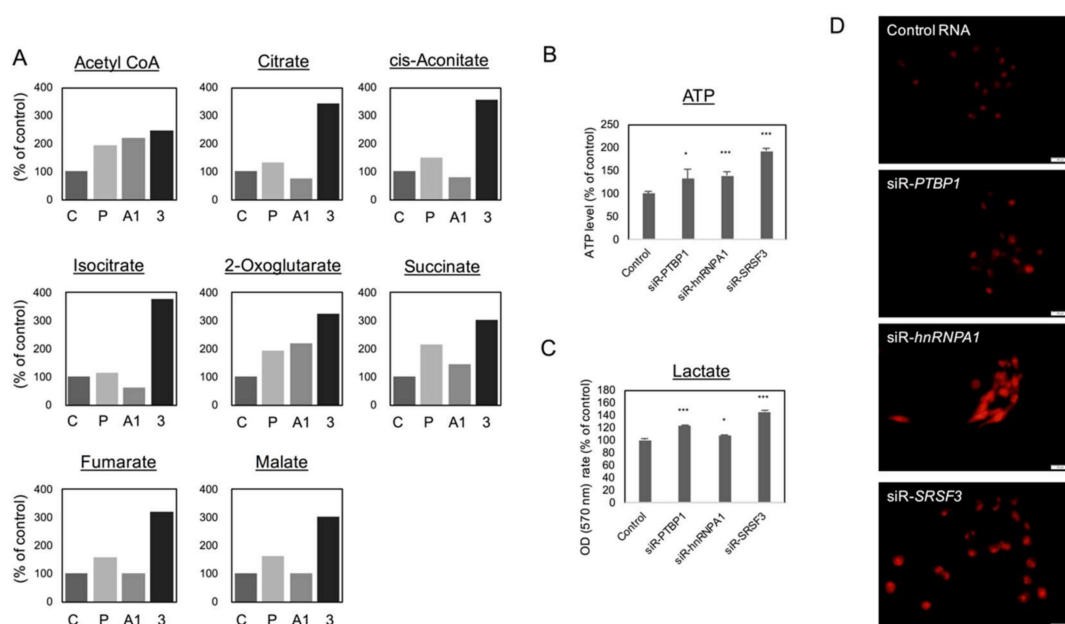 A
Acetyl CoA
Citrate
cis-Aconitate
(% of control)
400
300
200
100
0
C P A1 3
400
300
200
100
0
C P A1 3
400
300
200
100
0
C P A1 3
Isocitrate
2-Oxoglutarate
Succinate
(% of control)
400
300
200
100
0
C P A1 3
400
300
200
100
0
C P A1 3
400
300
200
100
0
C P A1 3
Fumarate
Malate
(% of control)
400
300
200
100
0
C P A1 3
400
300
200
100
0
C P A1 3
B
ATP
ATP level (% of control)
250
200
150
100
50
0
*
***
***
Control
siR-PTBP1
siR-hnRNPA1
siR-SRSF3
C
Lactate
OD (570 nm) rate (% of control)
180
160
140
120
100
80
60
40
20
0
***
*
***
Control
siR-PTBP1
siR-hnRNPA1
siR-SRSF3
D
Control RNA
siR-PTBP1
siR-hnRNPA1
siR-SRSF3